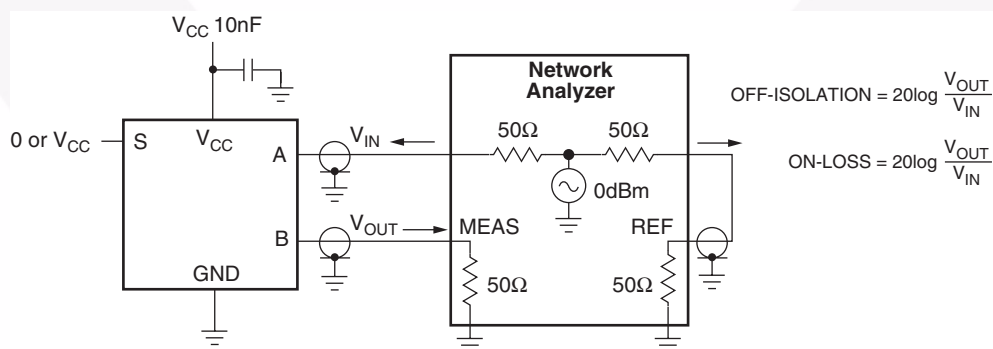 V_CC 10nF
Network
Analyzer
OFF-ISOLATION = 20log V_OUT / V_IN
ON-LOSS = 20log V_OUT / V_IN
0 or V_CC
S
V_CC
A
V_IN
50Ω
50Ω
0dBm
B
V_OUT
MEAS
REF
GND
50Ω
50Ω